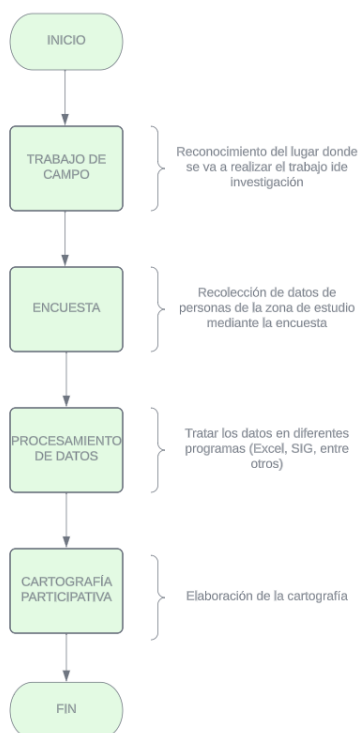 INICIO
TRABAJO DE
CAMPO
Reconocimiento del lugar donde
se va a realizar el trabajo ide
investigación
ENCUESTA
Recolección de datos de
personas de la zona de estudio
mediante la encuesta
PROCESAMIENTO
DE DATOS
Tratar los datos en diferentes
programas (Excel, SIG, entre
otros)
CARTOGRAFÍA
PARTICIPATIVA
Elaboración de la cartografía
FIN